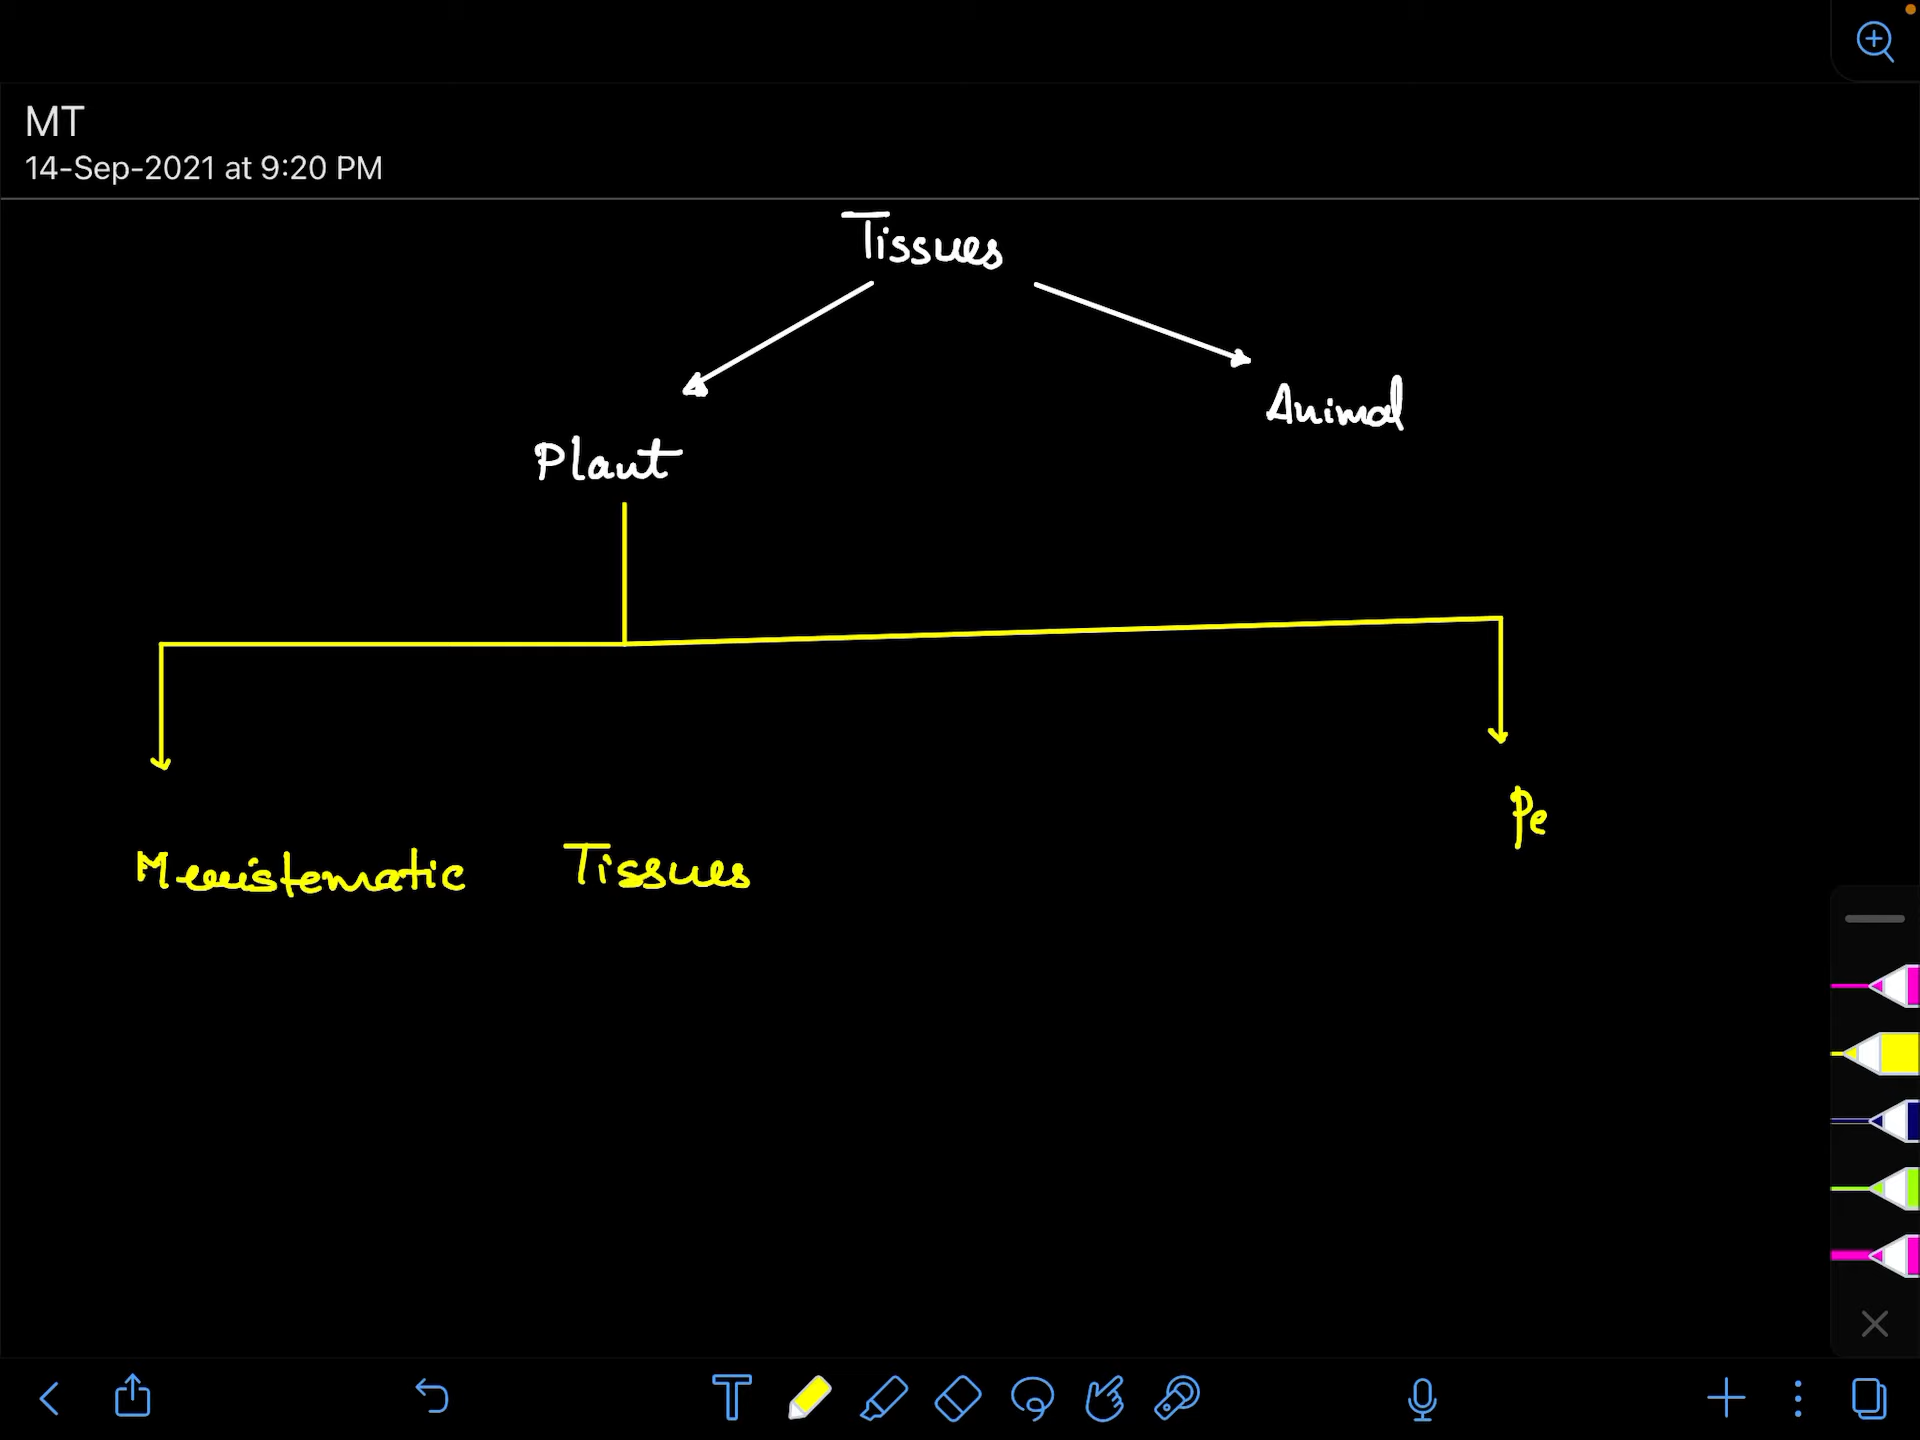 MT
14-Sep-2021 at 9:20 PM
Tissues
Animal
Plant
Meristematic Tissues
Pe